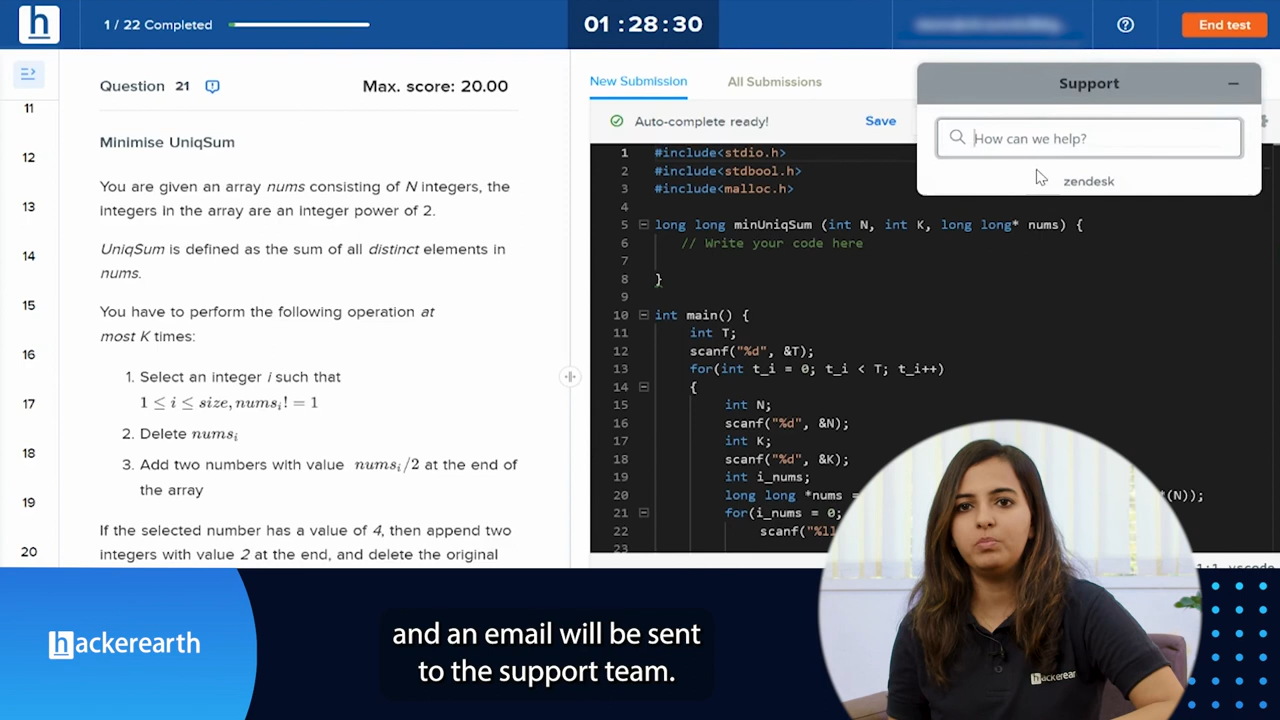 h
1 / 22 Completed
01:28:30
End test
11
12
13
14
15
16
17
18
19
20
Question 21
Max. score: 20.00
Minimise UniqSum
You are given an array nums consisting of N integers, the
integers in the array are an integer power of 2.
UniqSum is defined as the sum of all distinct elements in
nums.
You have to perform the following operation at
most K times:
1. Select an integer i such that
1 ≤ i ≤ size, nums_i! = 1
2. Delete nums_i
3. Add two numbers with value nums_i/2 at the end of
the array
If the selected number has a value of 4, then append two
integers with value 2 at the end, and delete the original
New Submission
All Submissions
Auto-complete ready!
Save
Support
How can we help?
zendesk
1 #include<stdio.h>
2 #include<stdbool.h>
3 #include<malloc.h>
4
5 long long minUniqSum (int N, int K, long long* nums) {
6 // Write your code here
7
8 }
9
10 int main() {
11 int T;
12 scanf("%d", &T);
13 for(int t_i = 0; t_i < T; t_i++)
14 {
15 int N;
16 scanf("%d", &N);
17 int K;
18 scanf("%d", &K);
19 int i_nums;
20 long long *nums = (N));
21 for(i_nums = 0;
22 scanf("%ll
23
1:1 vscode
hackerearth
and an email will be sent
to the support team.
hackerear